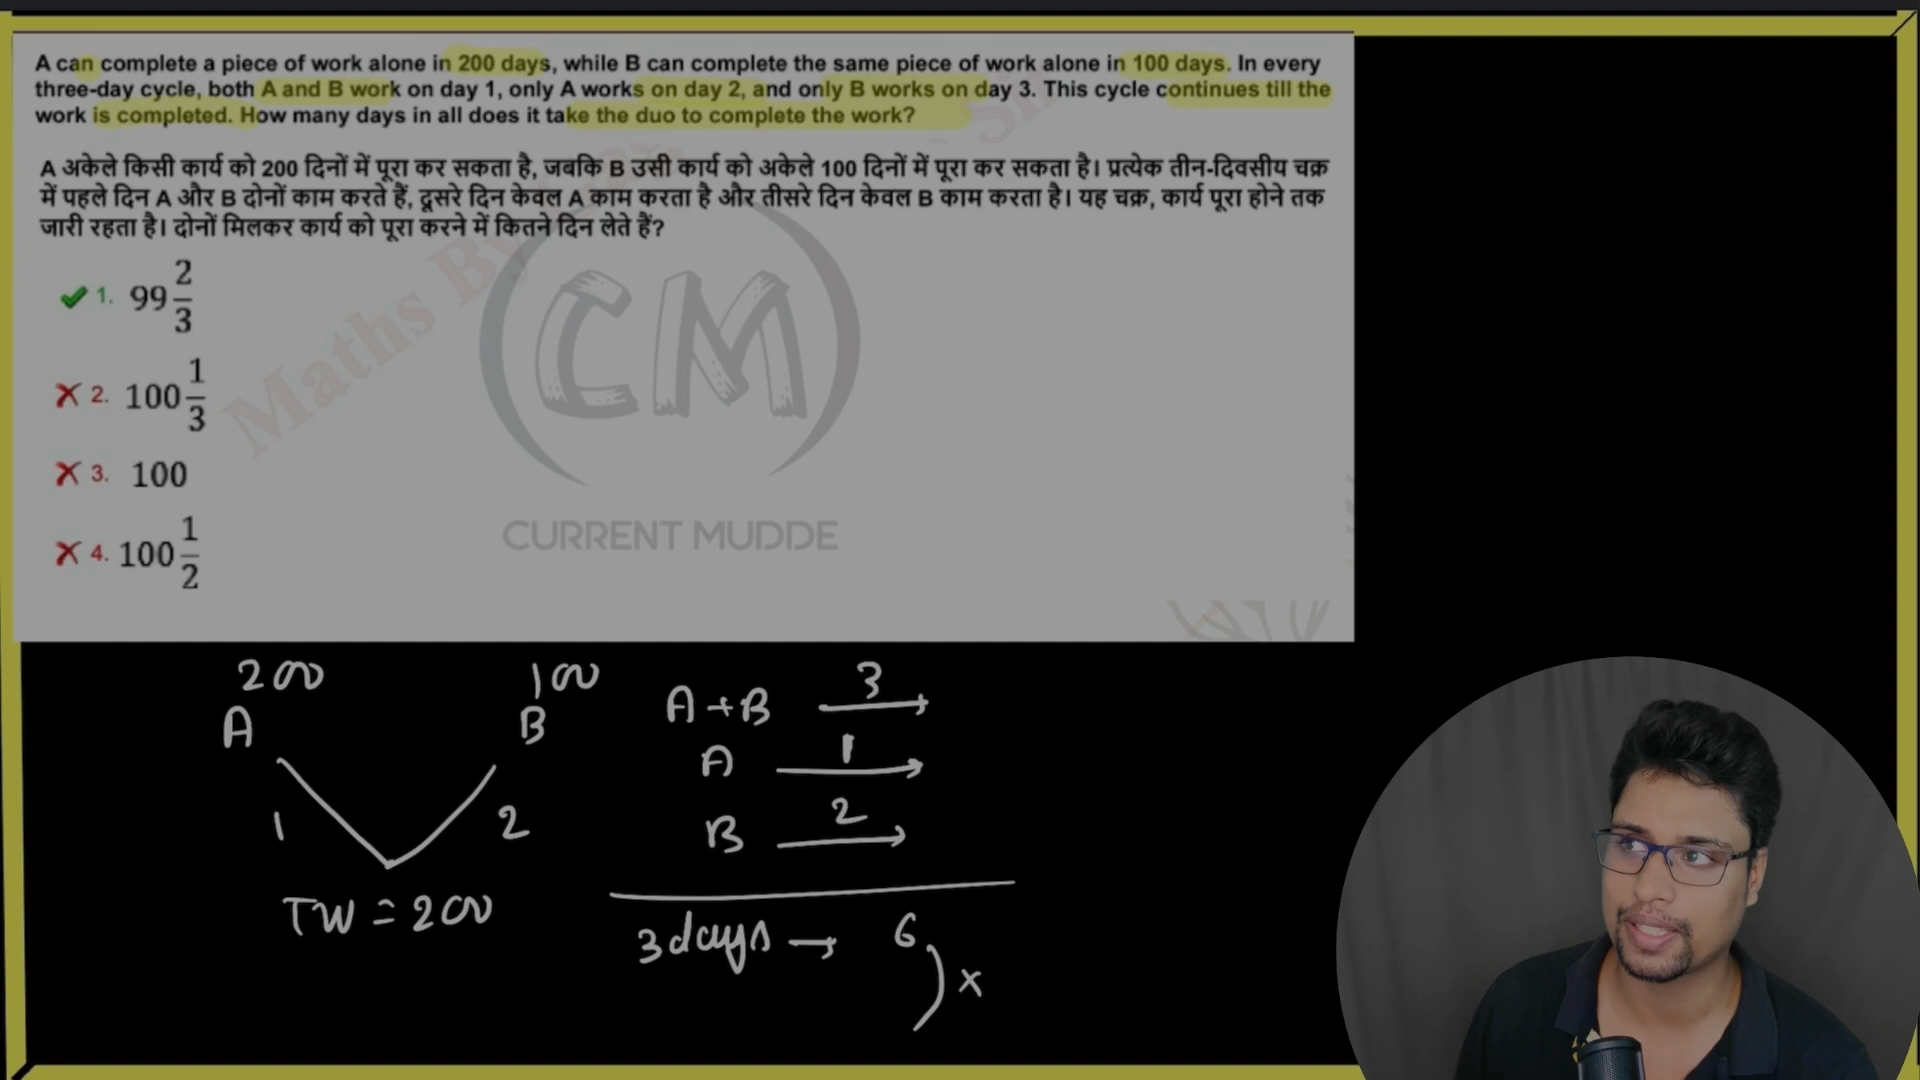 A can complete a piece of work alone in 200 days, while B can complete the same piece of work alone in 100 days. In every
three-day cycle, both A and B work on day 1, only A works on day 2, and only B works on day 3. This cycle continues till the
work is completed. How many days in all does it take the duo to complete the work?
A अकेले किसी कार्य को 200 दिनों में पूरा कर सकता है, जबकि B उसी कार्य को अकेले 100 दिनों में पूरा कर सकता है। प्रत्येक तीन-दिवसीय चक्र
में पहले दिन A और B दोनों काम करते हैं, दूसरे दिन केवल A काम करता है और तीसरे दिन केवल B काम करता है। यह चक्र, कार्य पूरा होने तक
जारी रहता है। दोनों मिलकर कार्य को पूरा करने में कितने दिन लेते हैं?
1. 99 2/3
2. 100 1/3
3. 100
4. 100 1/2
Maths By
CM
CURRENT MUDDE
200 100
A B
1 2
TW = 200
A + B → 3
A → 1
B → 2
3 days → 6
) x